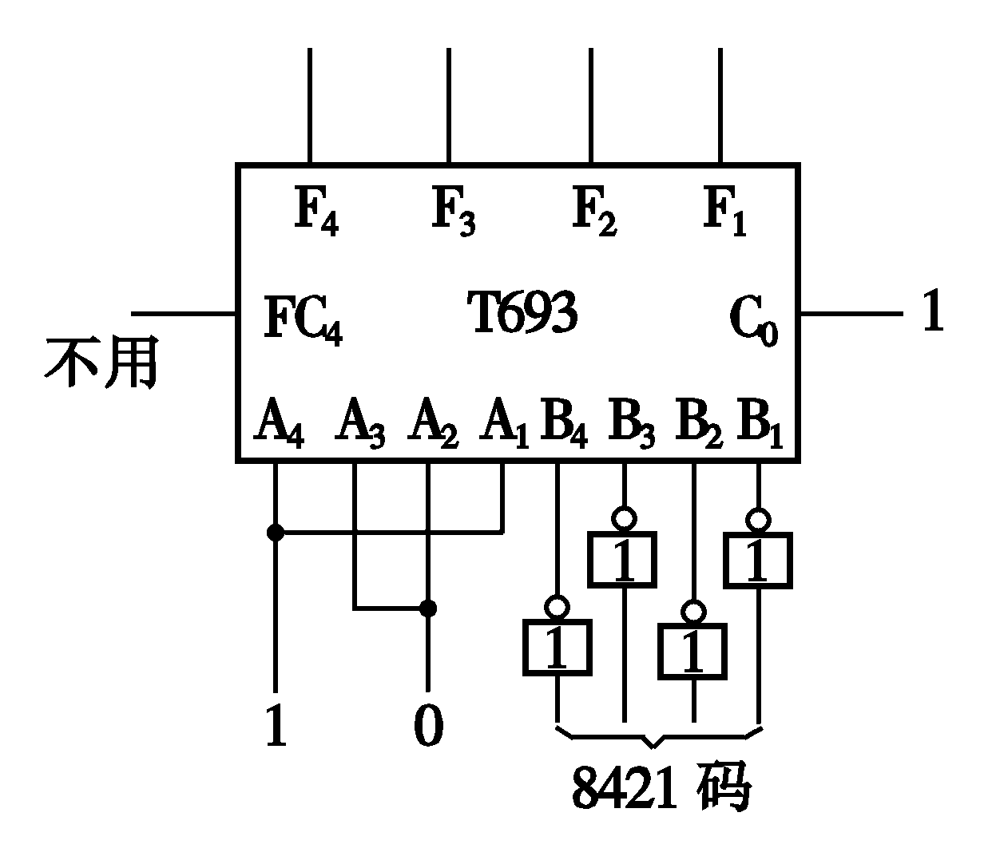 F4 F3 F2 F1
FC4 T693 C0 1
不用
A4 A3 A2 A1 B4 B3 B2 B1
1 1
1 1
1 0
8421 码